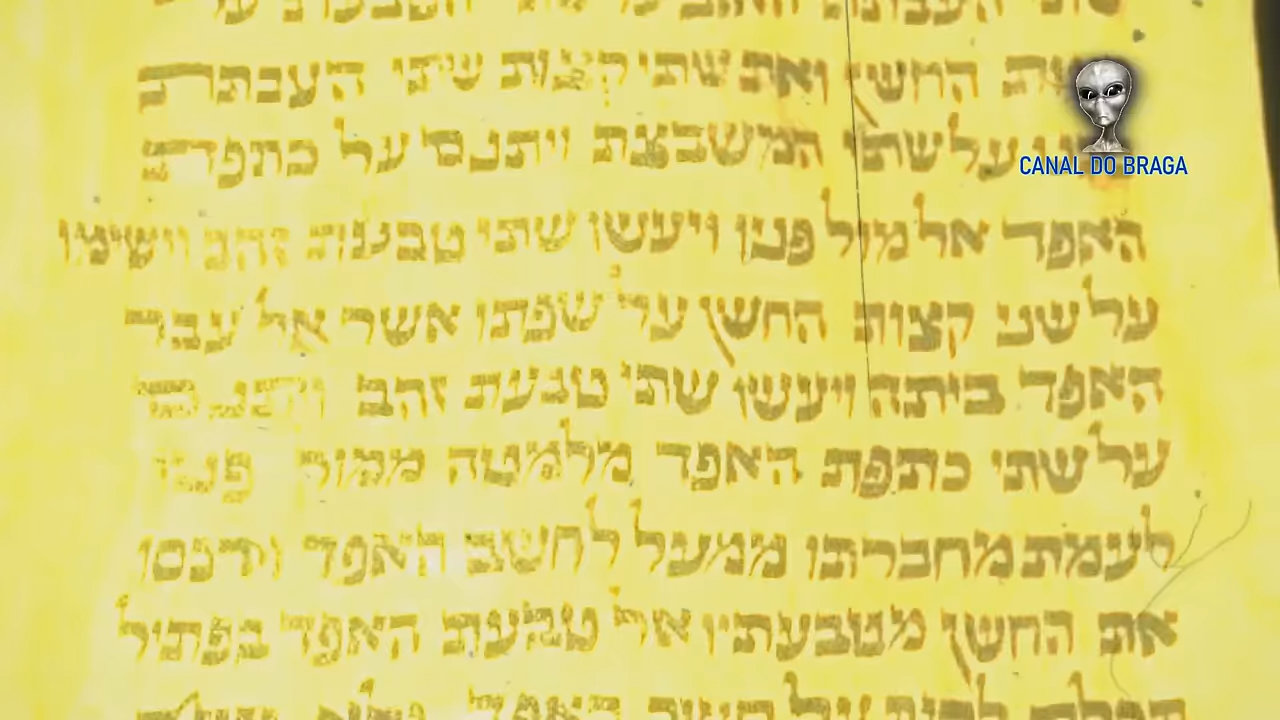 החשן ואת שתי קצות שתי העבתת
על שתי המשבצת ויתנם על כתפת
CANAL DO BRAGA
האפד אל מול פניו ויעשו שתי טבעות זהב וישימו
על שני קצות החשן על שפתו אשר אל עבר
האפד ביתה ויעשו שתי טבעת זהב ויתנם
על שתי כתפת האפד מלמטה ממול פניו
לעמת מחברתו ממעל לחשב האפד וירכסו
את החשן מטבעתיו אל טבעת האפד בפתיל